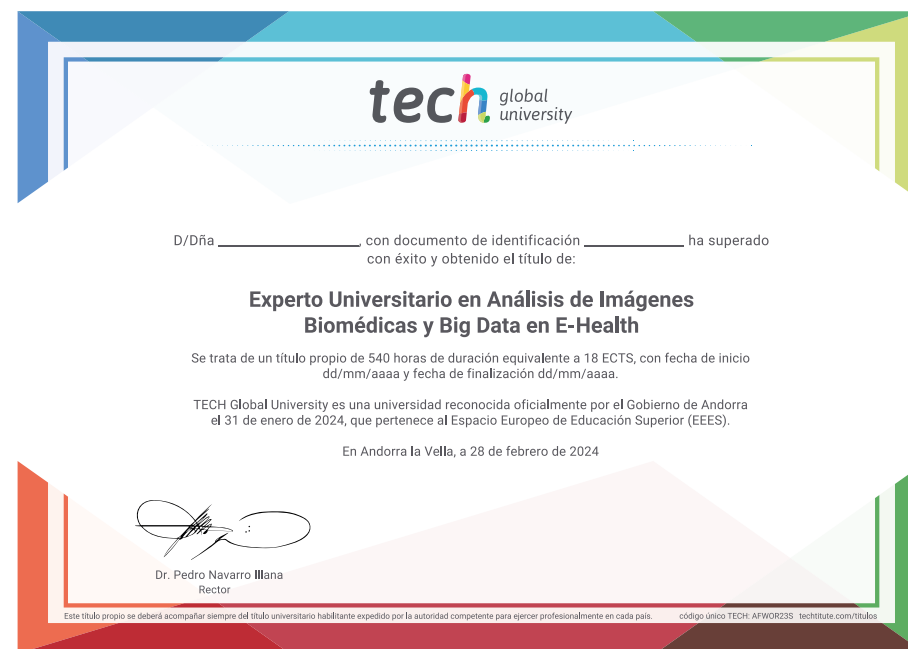 tech global university
D/Dña ____________________, con documento de identificación ______________ ha superado
con éxito y obtenido el título de:
Experto Universitario en Análisis de Imágenes
Biomédicas y Big Data en E-Health
Se trata de un título propio de 540 horas de duración equivalente a 18 ECTS, con fecha de inicio
dd/mm/aaaa y fecha de finalización dd/mm/aaaa.
TECH Global University es una universidad reconocida oficialmente por el Gobierno de Andorra
el 31 de enero de 2024, que pertenece al Espacio Europeo de Educación Superior (EEES).
En Andorra la Vella, a 28 de febrero de 2024
Dr. Pedro Navarro Illana
Rector
Este título propio se deberá acompañar siempre del título universitario habilitante expedido por la autoridad competente para ejercer profesionalmente en cada país. código único TECH: AFWOR23S techtitute.com/titulos